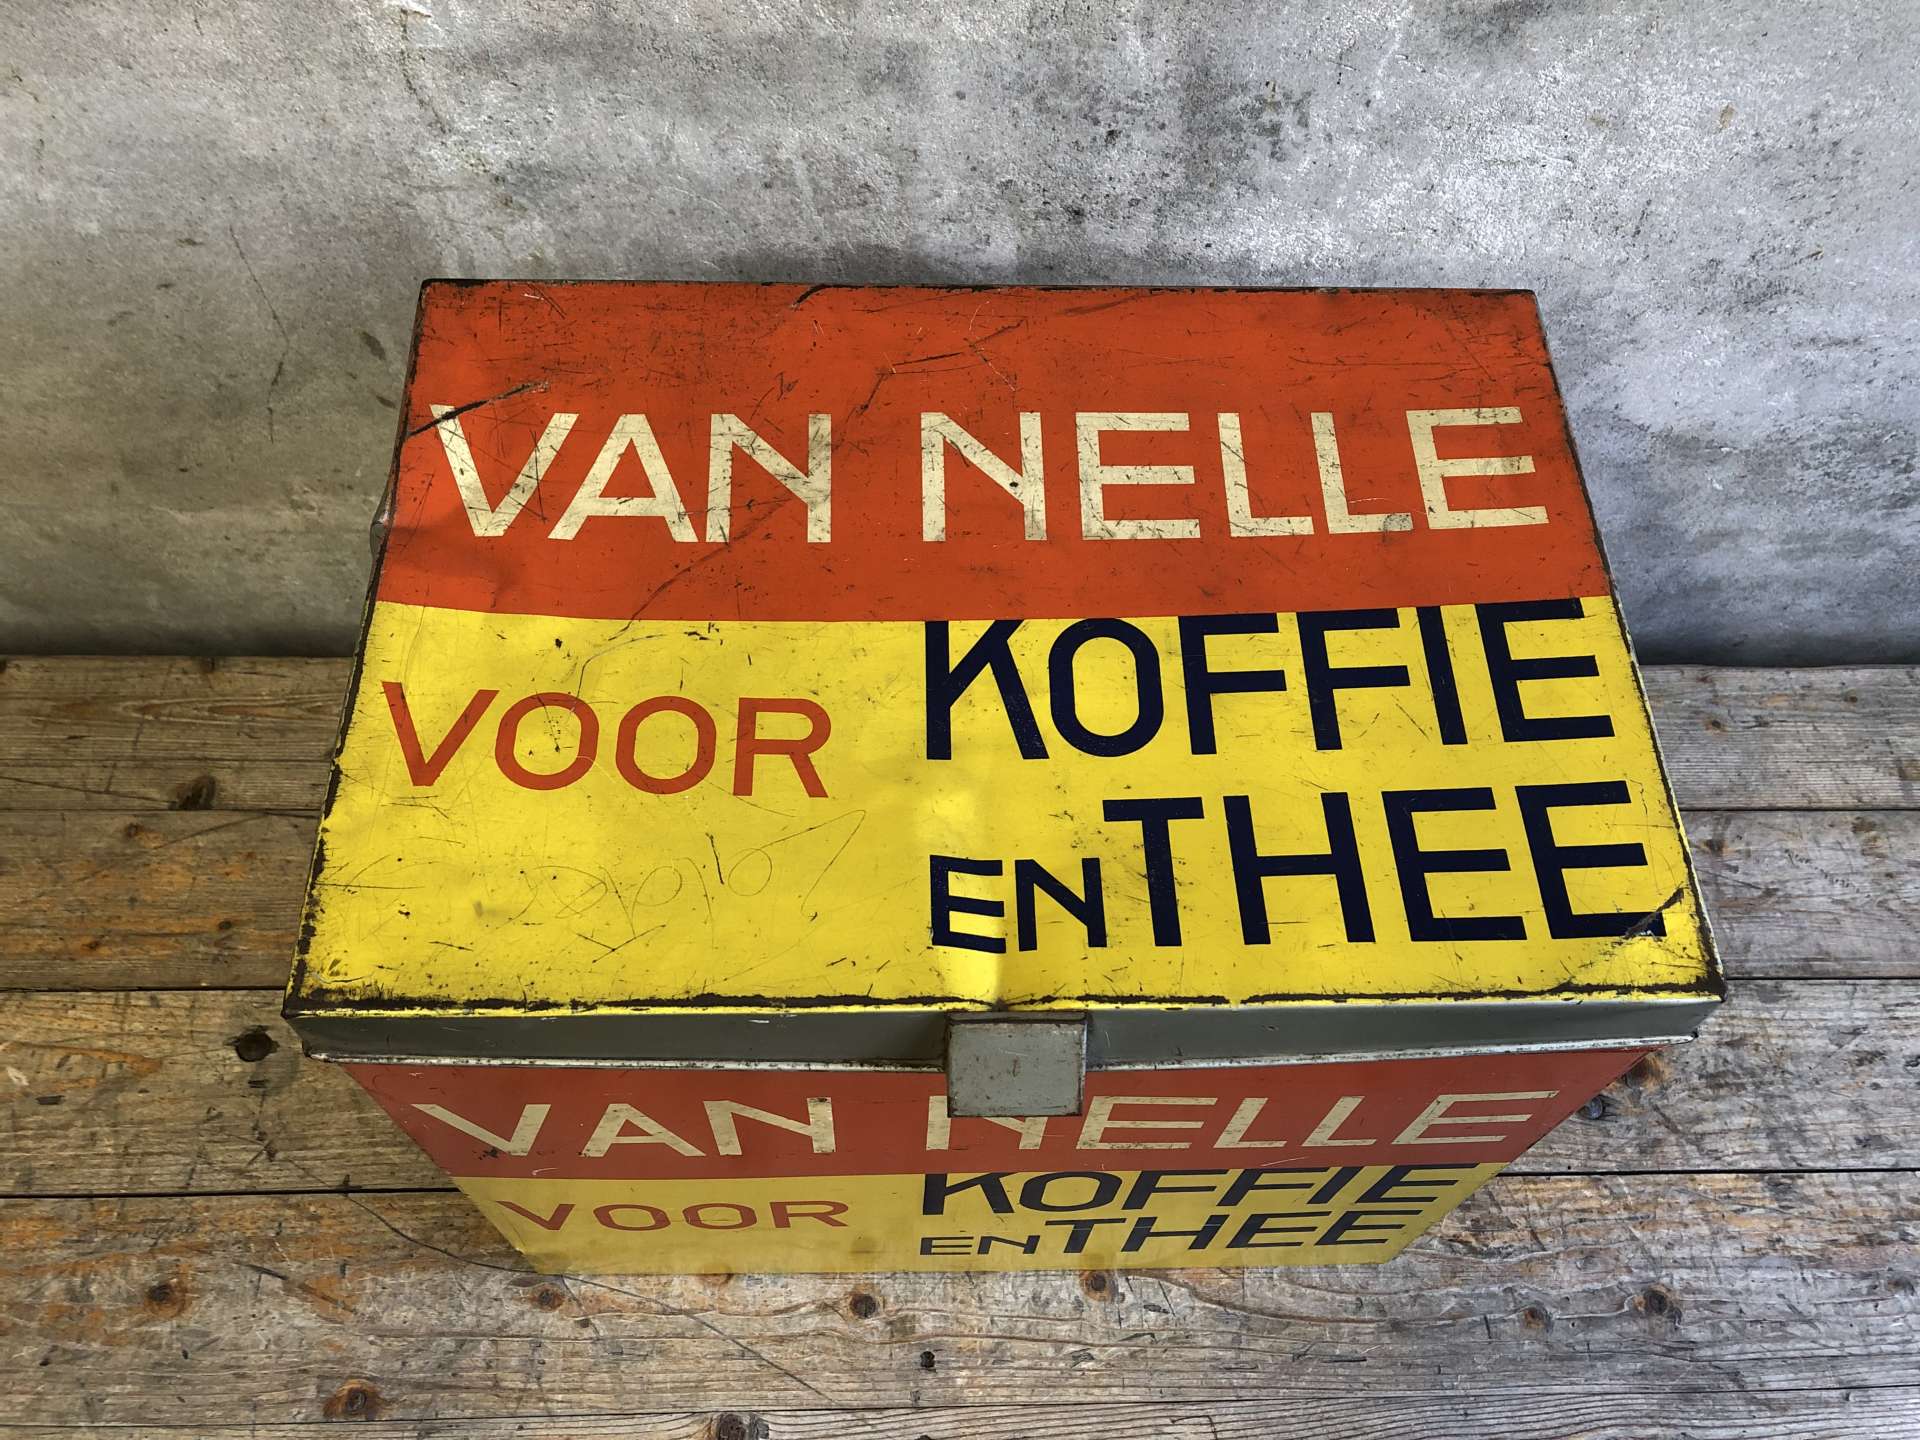 VAN NELLE
VOOR KOFFIE
EN THEE
VAN NELLE
VOOR KOFFIE
EN THEE